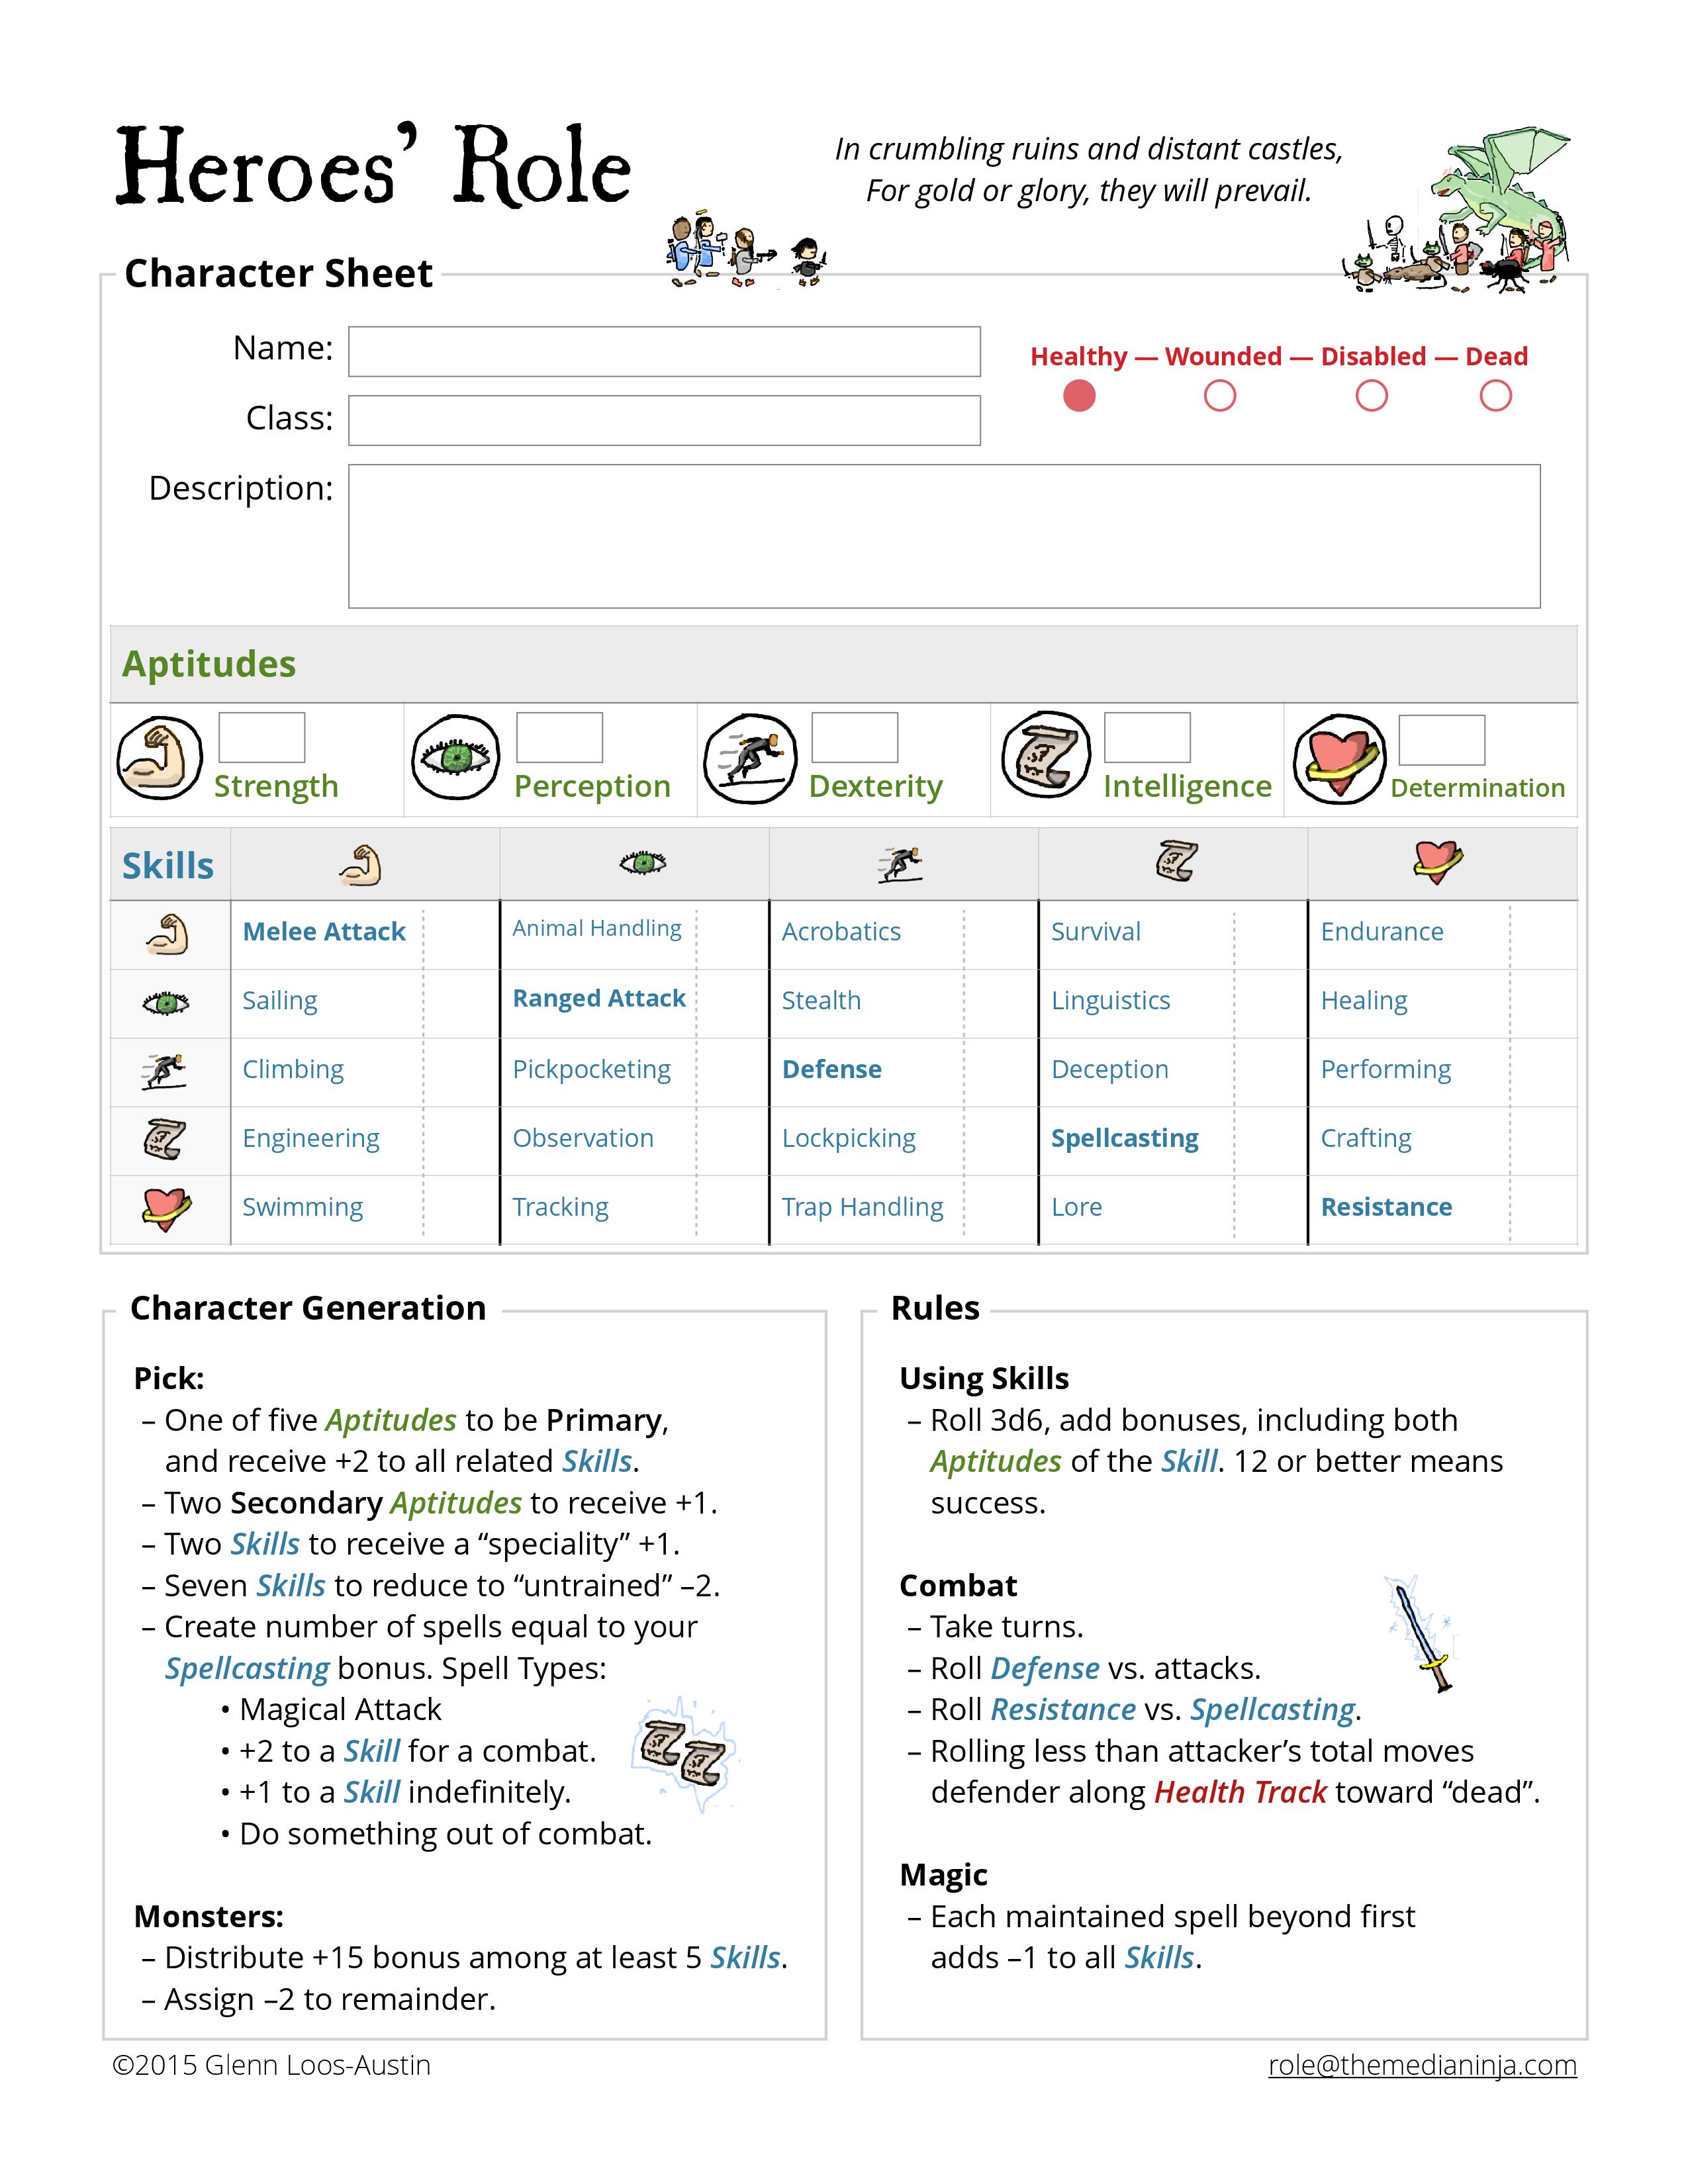 Heroes’ Role
In crumbling ruins and distant castles,
For gold or glory, they will prevail.
Character Sheet
Name:
Healthy — Wounded — Disabled — Dead
Class:
Description:
Aptitudes
Strength
Perception
Dexterity
Intelligence
Determination
Skills
Melee Attack Animal Handling Acrobatics Survival Endurance
Sailing Ranged Attack Stealth Linguistics Healing
Climbing Pickpocketing Defense Deception Performing
Engineering Observation Lockpicking Spellcasting Crafting
Swimming Tracking Trap Handling Lore Resistance
Character Generation
Pick:
– One of five Aptitudes to be Primary,
and receive +2 to all related Skills.
– Two Secondary Aptitudes to receive +1.
– Two Skills to receive a “speciality” +1.
– Seven Skills to reduce to “untrained” –2.
– Create number of spells equal to your
Spellcasting bonus. Spell Types:
• Magical Attack
• +2 to a Skill for a combat.
• +1 to a Skill indefinitely.
• Do something out of combat.
Monsters:
– Distribute +15 bonus among at least 5 Skills.
– Assign –2 to remainder.
Rules
Using Skills
– Roll 3d6, add bonuses, including both
Aptitudes of the Skill. 12 or better means
success.
Combat
– Take turns.
– Roll Defense vs. attacks.
– Roll Resistance vs. Spellcasting.
– Rolling less than attacker’s total moves
defender along Health Track toward “dead”.
Magic
– Each maintained spell beyond first
adds –1 to all Skills.
©2015 Glenn Loos-Austin
role@themedianinja.com